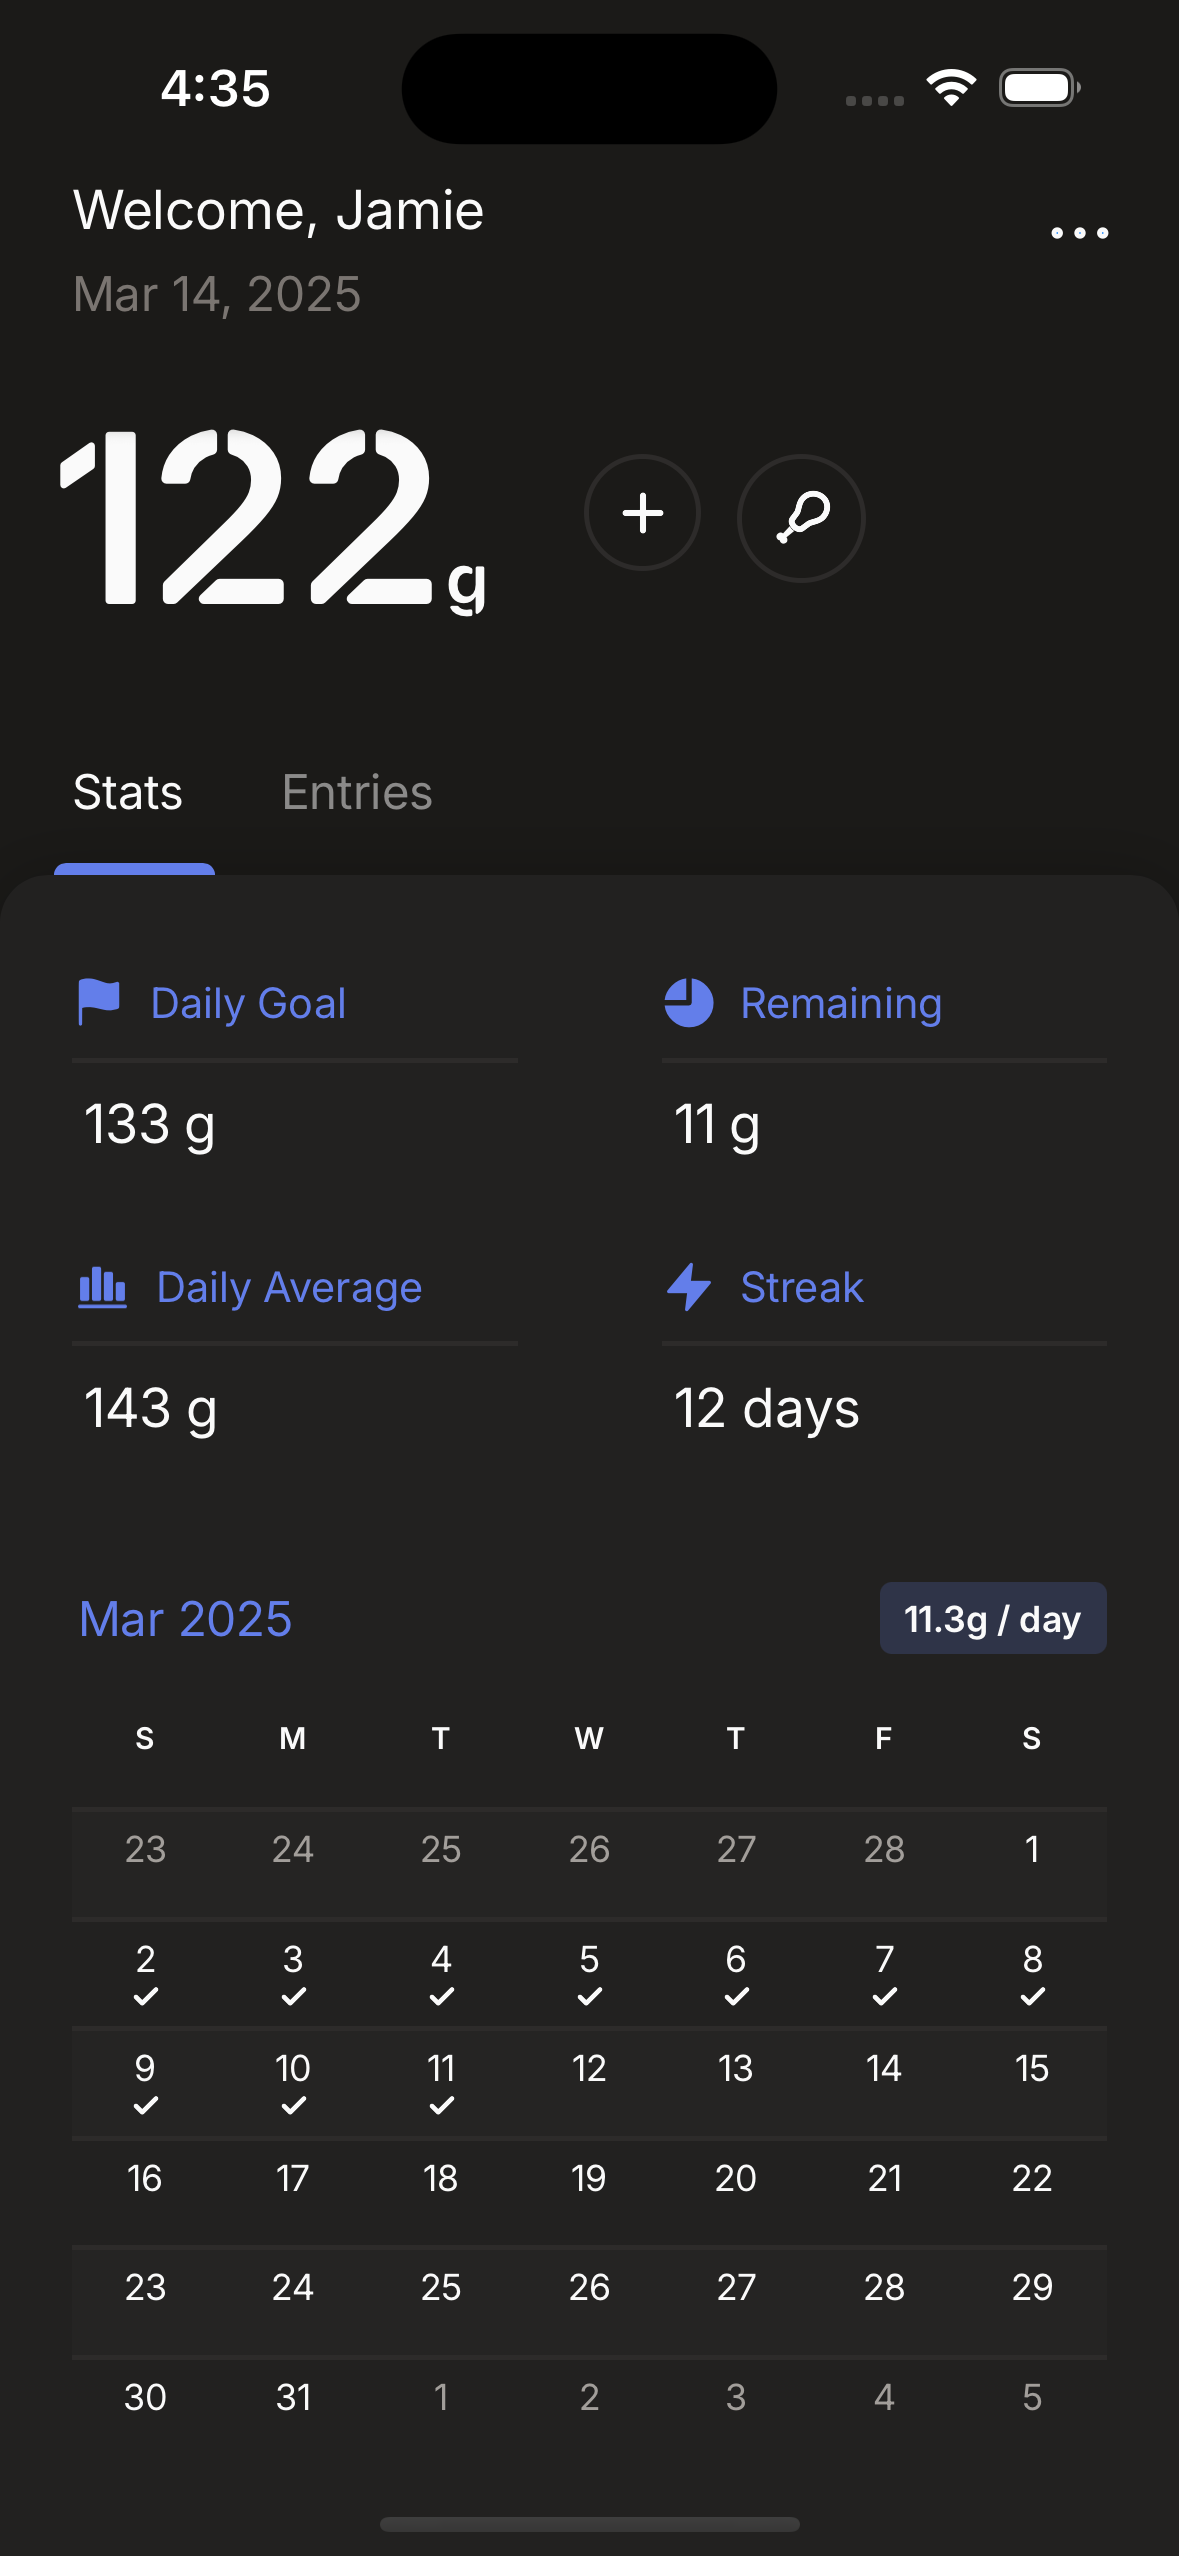 4:35
Welcome, Jamie
Mar 14, 2025
122 g
Stats Entries
Daily Goal Remaining
133 g 11 g
Daily Average Streak
143 g 12 days
Mar 2025 11.3g / day
S M T W T F S
23 24 25 26 27 28 1
2 3 4 5 6 7 8
9 10 11 12 13 14 15
16 17 18 19 20 21 22
23 24 25 26 27 28 29
30 31 1 2 3 4 5